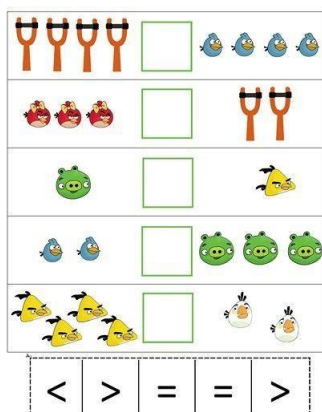 < > = = >